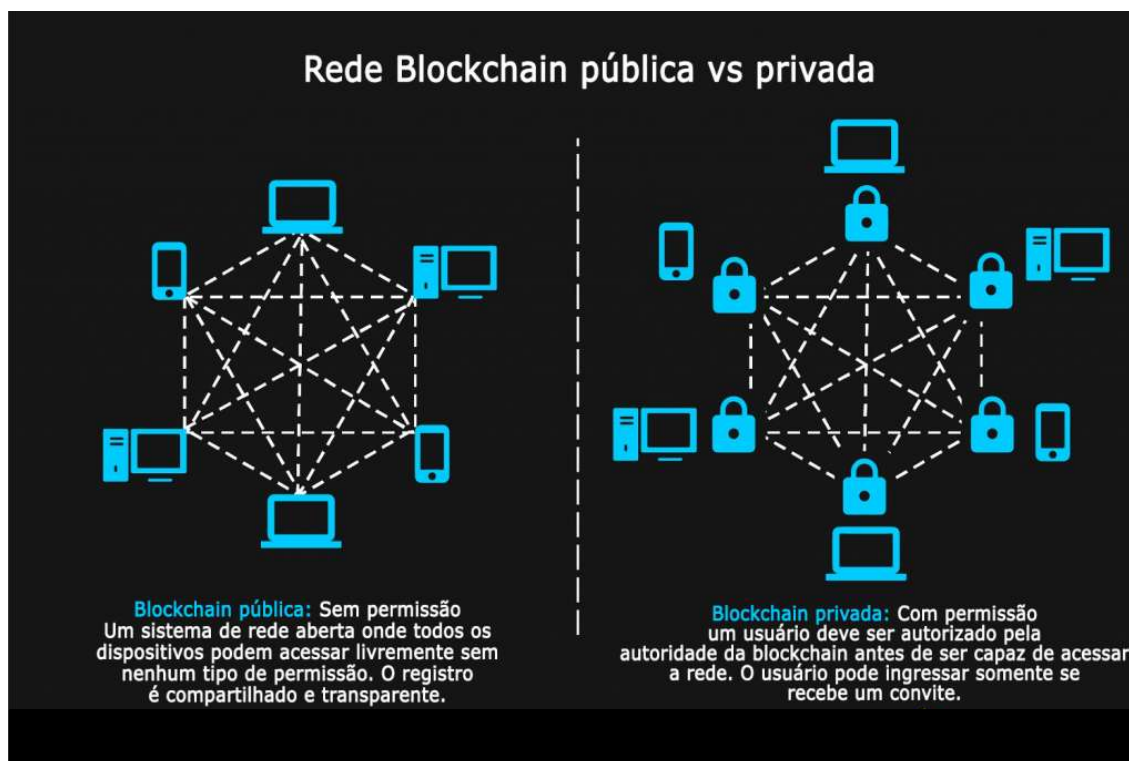 Rede Blockchain pública vs privada
Blockchain pública: Sem permissão
Um sistema de rede aberta onde todos os
dispositivos podem acessar livremente sem
nenhum tipo de permissão. O registro
é compartilhado e transparente.
Blockchain privada: Com permissão
um usuário deve ser autorizado pela
autoridade da blockchain antes de ser capaz de acessar
a rede. O usuário pode ingressar somente se
recebe um convite.